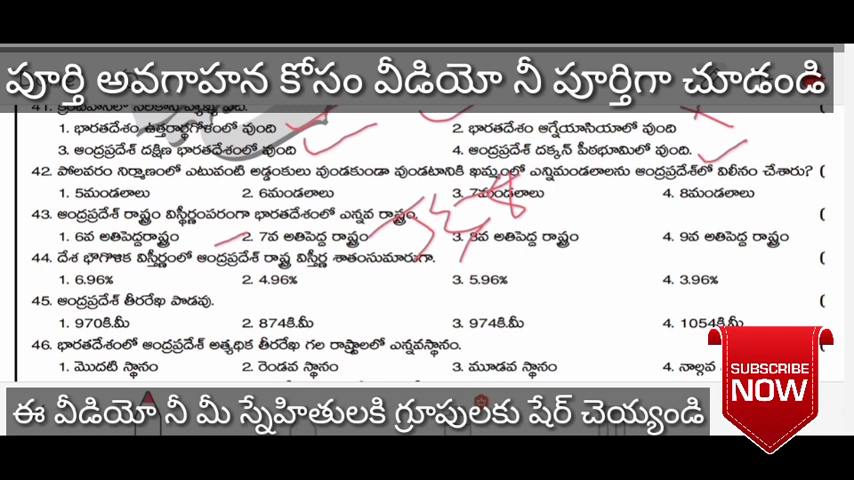 పూర్తి అవగాహన కోసం వీడియో నీ పూర్తిగా చూడండి
1. భారతదేశం ఉత్తరార్థగోళంలో వుంది 2. భారతదేశం ఆగ్నేయాసియాలో వుంది
3. ఆంధ్రప్రదేశ్ దక్షిణ భారతదేశంలో వుంది 4. ఆంధ్రప్రదేశ్ దక్కన్ పీఠభూమిలో వుంది.
42. పోలవరం నిర్మాణంలో ఎటువంటి అడ్డంకులు వుండకుండా వుండటానికి ఖమ్మంలో ఎన్నిమండలాలను ఆంధ్రప్రదేశ్‌లో విలీనం చేశారు? (
1. 5మండలాలు 2. 6మండలాలు 3. 7మండలాలు 4. 8మండలాలు
43. ఆంధ్రప్రదేశ్ రాష్ట్రం విస్థీర్ణంపరంగా భారతదేశంలో ఎన్నవ రాష్ట్రం.
1. 6వ అతిపెద్దరాష్ట్రం 2. 7వ అతిపెద్ద రాష్ట్రం 3. 8వ అతిపెద్ద రాష్ట్రం 4. 9వ అతిపెద్ద రాష్ట్రం
44. దేశ భౌగొళిక విస్తీర్ణంలో ఆంధ్రప్రదేశ్ రాష్ట్ర విస్తీర్ణ శాతంసుమారుగా. (
1. 6.96% 2. 4.96% 3. 5.96% 4. 3.96%
45. ఆంధ్రప్రదేశ్ తీరరేఖ పొడవు. (
1. 970కి.మీ 2. 874కి.మీ 3. 974కి.మీ 4. 1054కి.మీ
46. భారతదేశంలో ఆంధ్రప్రదేశ్ అత్యధిక తీరరేఖ గల రాష్ట్రాలలో ఎన్నవస్థానం.
1. మొదటి స్థానం 2. రెండవ స్థానం 3. మూడవ స్థానం 4. నాల్గవ
SUBSCRIBE
NOW
ఈ వీడియో నీ మీ స్నేహితులకి గ్రూపులకు షేర్ చెయ్యండి